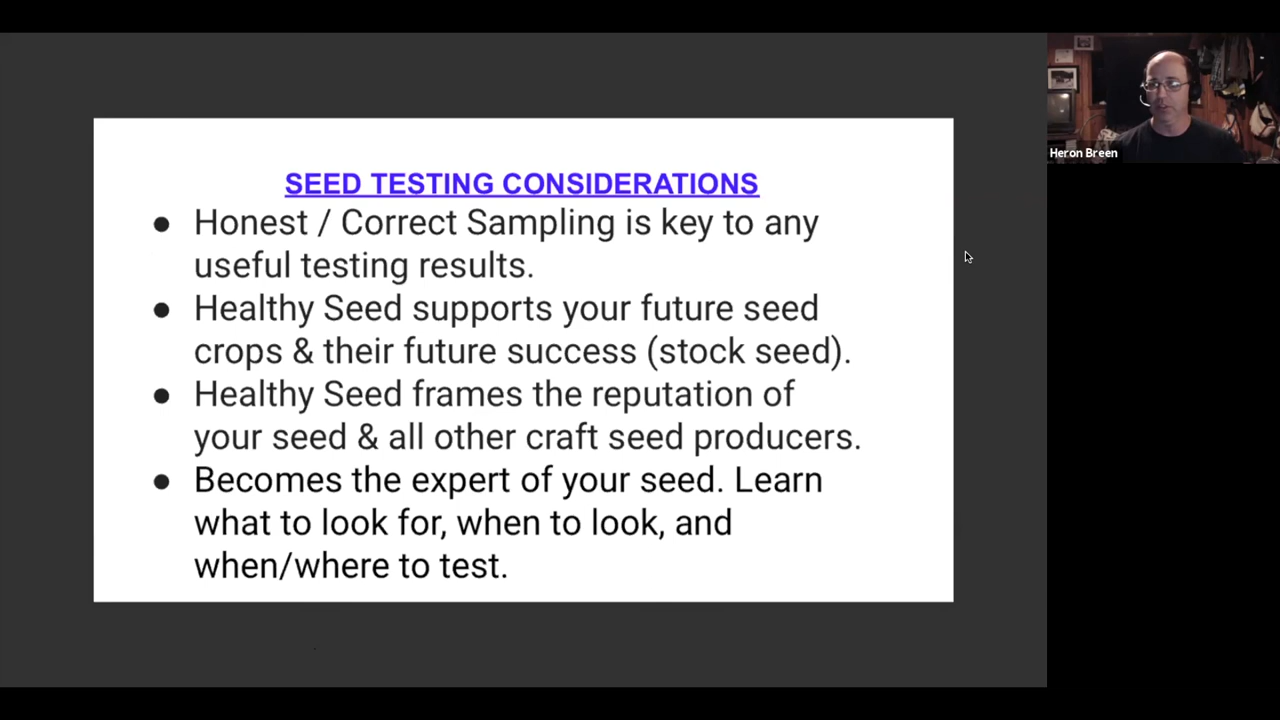 SEED TESTING CONSIDERATIONS
● Honest / Correct Sampling is key to any
useful testing results.
● Healthy Seed supports your future seed
crops & their future success (stock seed).
● Healthy Seed frames the reputation of
your seed & all other craft seed producers.
● Becomes the expert of your seed. Learn
what to look for, when to look, and
when/where to test.
Heron Breen